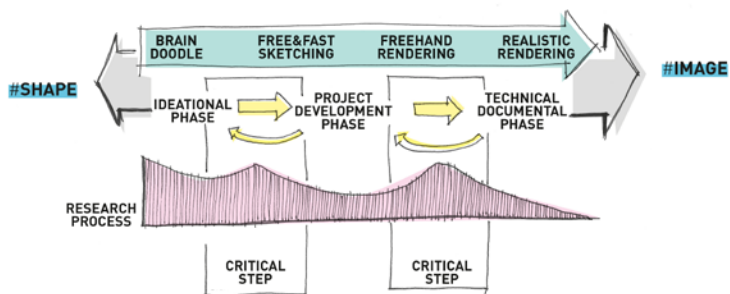 BRAIN
DOODLE
FREE&FAST
SKETCHING
FREEHAND
RENDERING
REALISTIC
RENDERING
#SHAPE
#IMAGE
IDEATIONAL
PHASE
PROJECT
DEVELOPMENT
PHASE
TECHNICAL
DOCUMENTAL
PHASE
RESEARCH
PROCESS
CRITICAL
STEP
CRITICAL
STEP